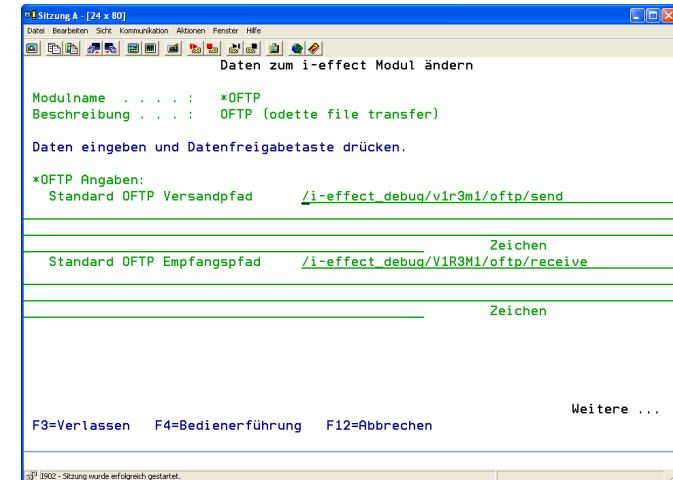 Sitzung A - [24 x 80]
Datei Bearbeiten Sicht Kommunikation Aktionen Fenster Hilfe
Daten zum i-effect Modul ändern
Modulname . . . . : *OFTP
Beschreibung . . . : OFTP (odette file transfer)
Daten eingeben und Datenfreigabetaste drücken.
*OFTP Angaben:
Standard OFTP Versandpfad /i-effect_debug/v1r3m1/oftp/send
Zeichen
Standard OFTP Empfangspfad /i-effect_debug/V1R3M1/oftp/receive
Zeichen
Weitere ...
F3=Verlassen F4=Bedienerführung F12=Abbrechen
I902 - Sitzung wurde erfolgreich gestartet.